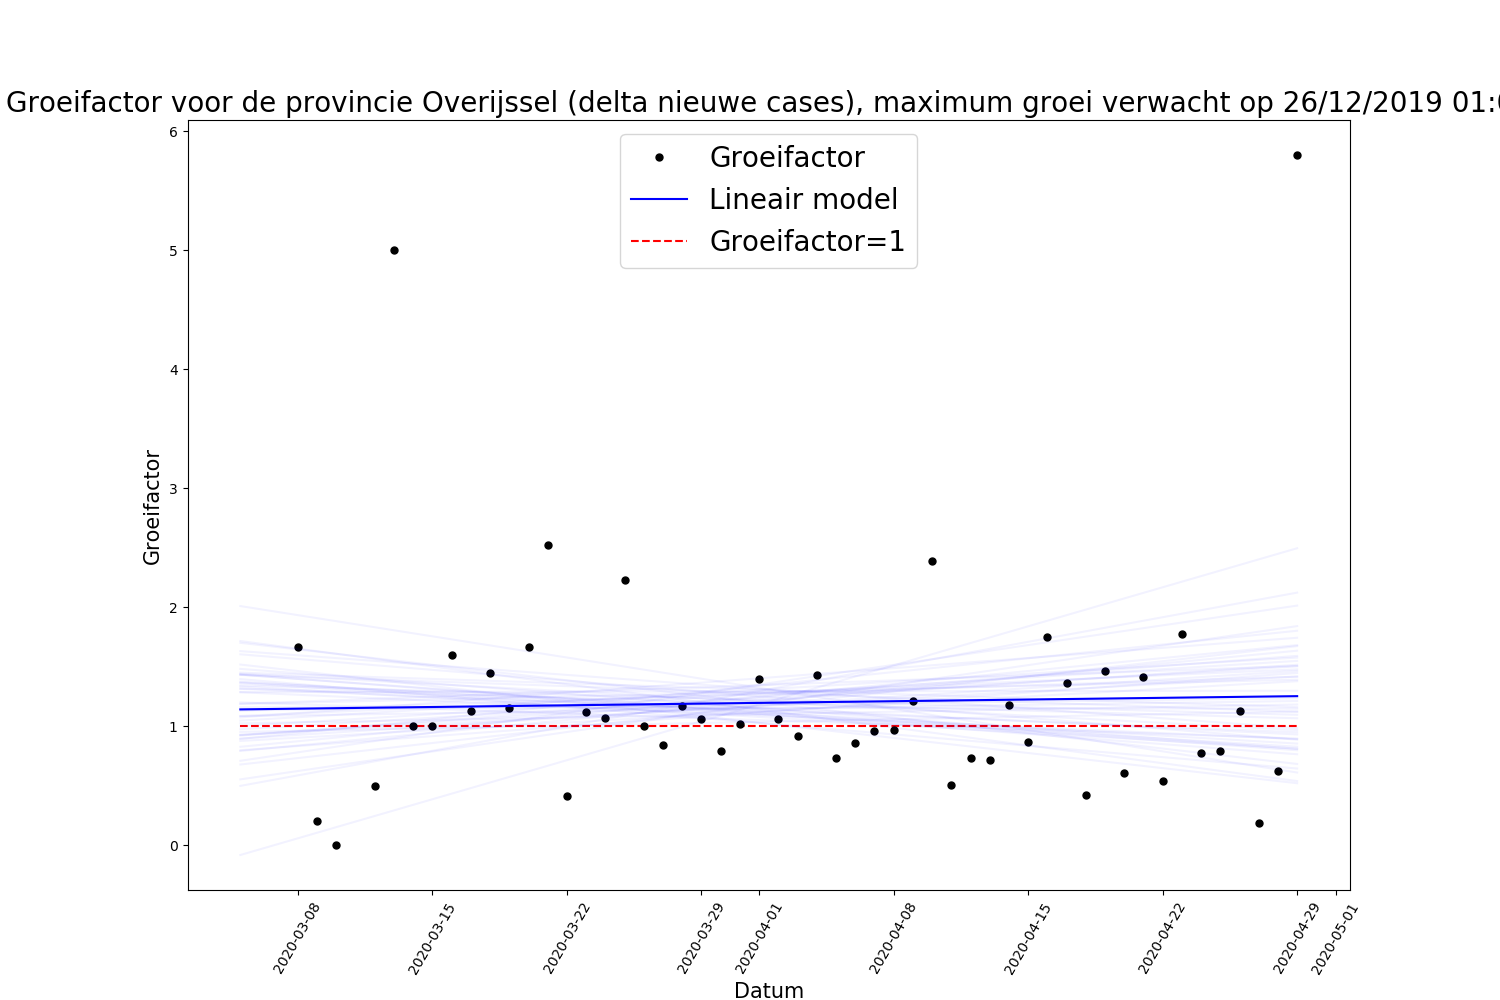 Groeifactor voor de provincie Overijssel (delta nieuwe cases), maximum groei verwacht op 26/12/2019 01:
Groeifactor
Lineair model
Groeifactor=1
6
5
4
3
2
1
0
Groeifactor
2020-03-08
2020-03-15
2020-03-22
2020-03-29
2020-04-01
2020-04-08
2020-04-15
2020-04-22
2020-04-29
2020-05-01
Datum